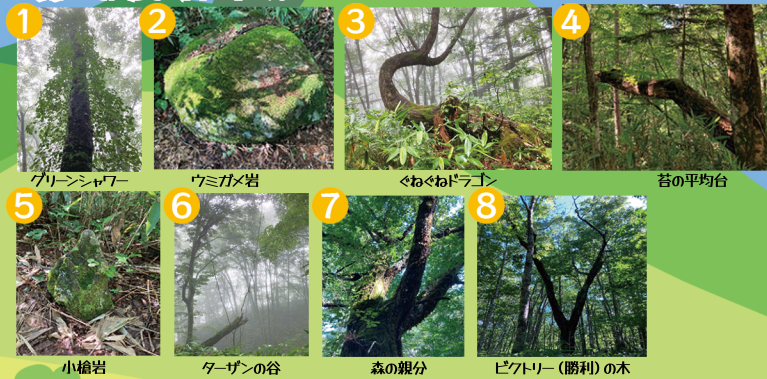 1
2
3
4
グリーンシャワー
ウミガメ岩
ぐねぐねドラゴン
苔の平均台
5
6
7
8
小槍岩
ターザンの谷
森の親分
ビクトリー(勝利)の木